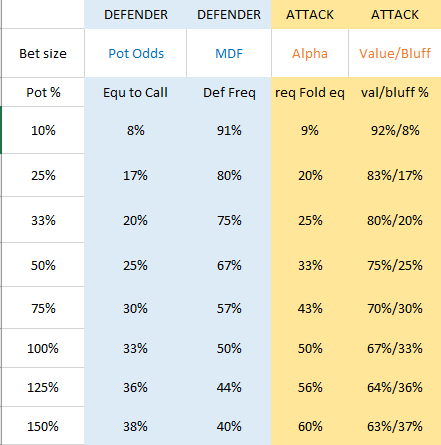 DEFENDER DEFENDER ATTACK ATTACK
Bet size Pot Odds MDF Alpha Value/Bluff
Pot % Equ to Call Def Freq req Fold eq val/bluff %
10% 8% 91% 9% 92%/8%
25% 17% 80% 20% 83%/17%
33% 20% 75% 25% 80%/20%
50% 25% 67% 33% 75%/25%
75% 30% 57% 43% 70%/30%
100% 33% 50% 50% 67%/33%
125% 36% 44% 56% 64%/36%
150% 38% 40% 60% 63%/37%